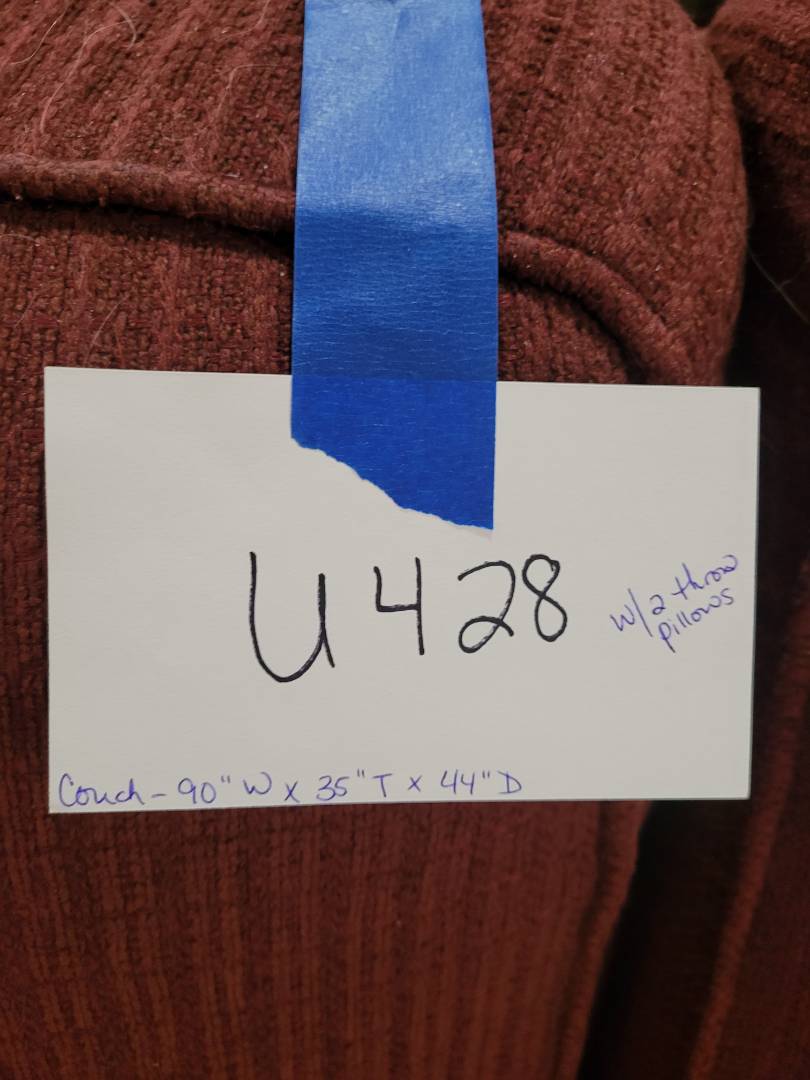 U428
w/2 throw
pillows
Couch - 90" W x 35" T x 44" D